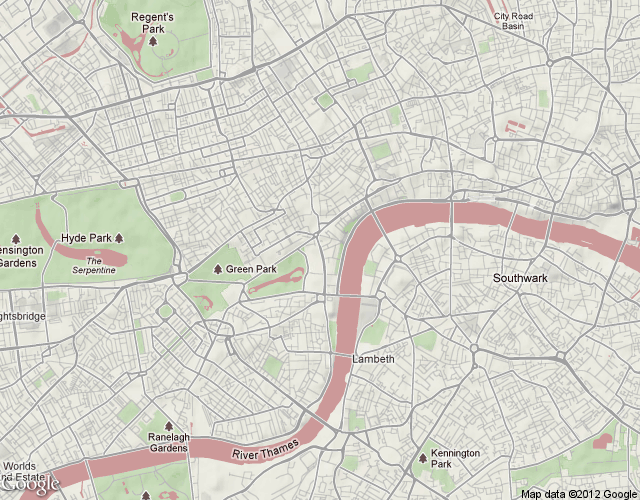 Regent's
Park
City Road
Basin
Hyde Park
ensington
Gardens
The
Serpentine
Green Park
Southwark
ghtsbridge
Lambeth
Ranelagh
Gardens
River Thames
Kennington
Park
Worlds
nd Estate
Google
Map data ©2012 Google